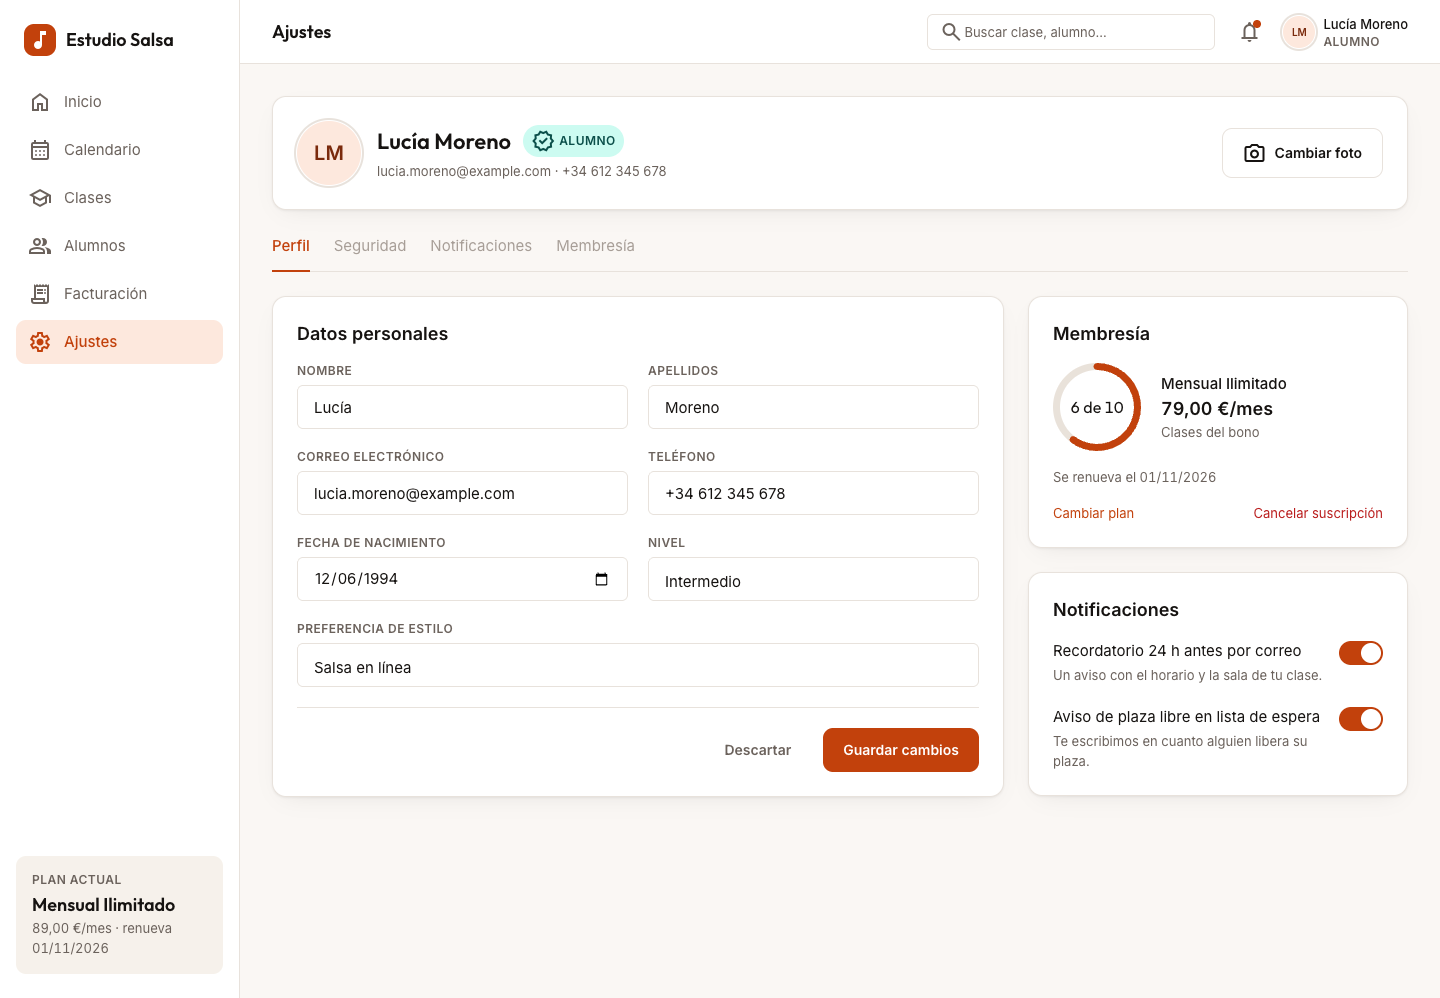 Estudio Salsa
Inicio
Calendario
Clases
Alumnos
Facturación
Ajustes
PLAN ACTUAL
Mensual Ilimitado
89,00 €/mes · renueva
01/11/2026
Ajustes
Buscar clase, alumno...
LM
Lucía Moreno
ALUMNO
LM
Lucía Moreno
ALUMNO
lucia.moreno@example.com · +34 612 345 678
Cambiar foto
Perfil
Seguridad
Notificaciones
Membresía
Datos personales
NOMBRE
Lucía
APELLIDOS
Moreno
CORREO ELECTRÓNICO
lucia.moreno@example.com
TELÉFONO
+34 612 345 678
FECHA DE NACIMIENTO
12/06/1994
NIVEL
Intermedio
PREFERENCIA DE ESTILO
Salsa en línea
Descartar
Guardar cambios
Membresía
6 de 10
Mensual Ilimitado
79,00 €/mes
Clases del bono
Se renueva el 01/11/2026
Cambiar plan
Cancelar suscripción
Notificaciones
Recordatorio 24 h antes por correo
Un aviso con el horario y la sala de tu clase.
Aviso de plaza libre en lista de espera
Te escribimos en cuanto alguien libera su
plaza.